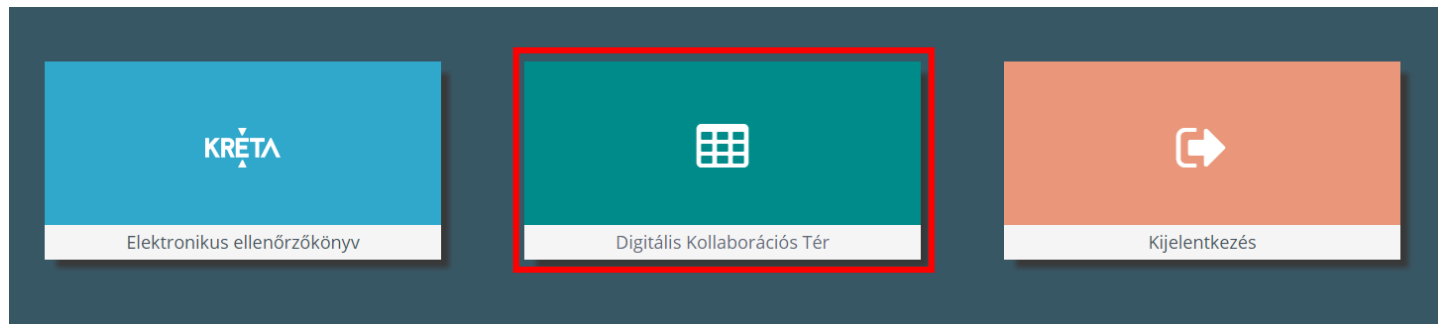 KRÉTA
Elektronikus ellenőrzőkönyv
Digitális Kollaborációs Tér
Kijelentkezés